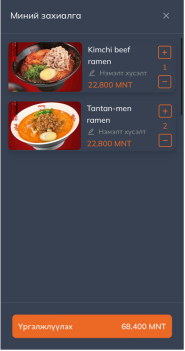 Миний захиалга
Kimchi beef
ramen
Нэмэлт хүсэлт
22,800 MNT
1
Tantan-men
ramen
Нэмэлт хүсэлт
22,800 MNT
2
Үргэлжлүүлэх 68,400 MNT